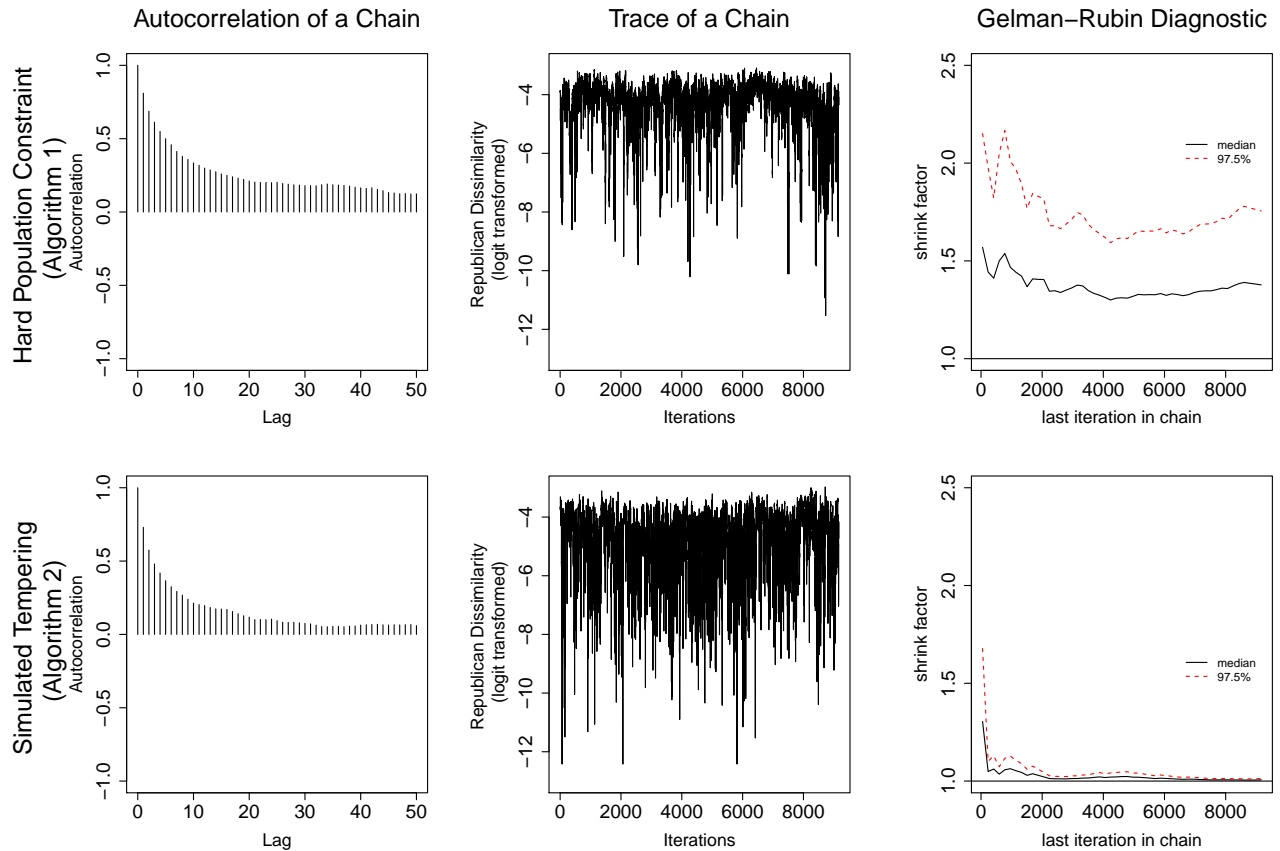 Autocorrelation of a Chain
Trace of a Chain
Gelman−Rubin Diagnostic
Hard Population Constraint
(Algorithm 1)
Autocorrelation
1.0
0.5
0.0
−0.5
−1.0
0 10 20 30 40 50
Lag
Republican Dissimilarity
(logit transformed)
−4
−6
−8
−10
−12
0 2000 4000 6000 8000
Iterations
shrink factor
2.5
2.0
1.5
1.0
median
97.5%
0 2000 4000 6000 8000
last iteration in chain
Simulated Tempering
(Algorithm 2)
Autocorrelation
1.0
0.5
0.0
−0.5
−1.0
0 10 20 30 40 50
Lag
Republican Dissimilarity
(logit transformed)
−4
−6
−8
−10
−12
0 2000 4000 6000 8000
Iterations
shrink factor
2.5
2.0
1.5
1.0
median
97.5%
0 2000 4000 6000 8000
last iteration in chain